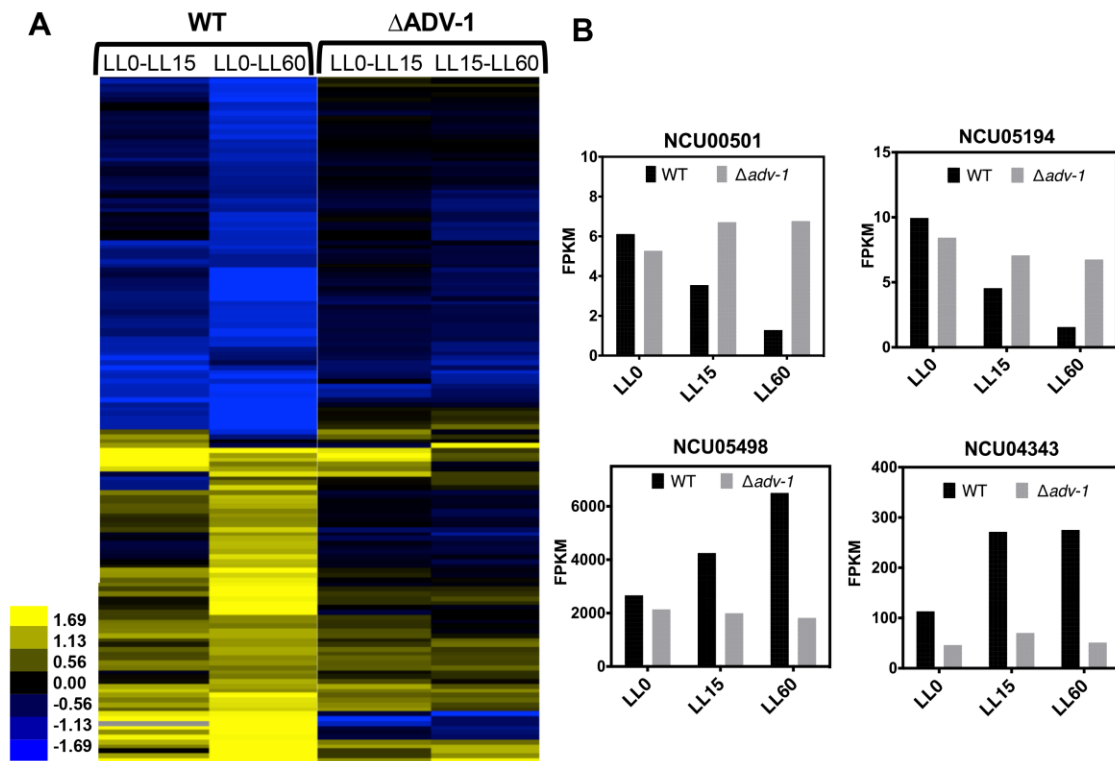 A
WT
ΔADV-1
LL0-LL15
LL0-LL60
LL0-LL15
LL15-LL60
1.69
1.13
0.56
0.00
-0.56
-1.13
-1.69
B
NCU00501
WT
Δadv-1
FPKM
10
8
6
4
2
0
LL0
LL15
LL60
NCU05194
WT
Δadv-1
FPKM
15
10
5
0
LL0
LL15
LL60
NCU05498
WT
Δadv-1
FPKM
6000
4000
2000
0
LL0
LL15
LL60
NCU04343
WT
Δadv-1
FPKM
400
300
200
100
0
LL0
LL15
LL60